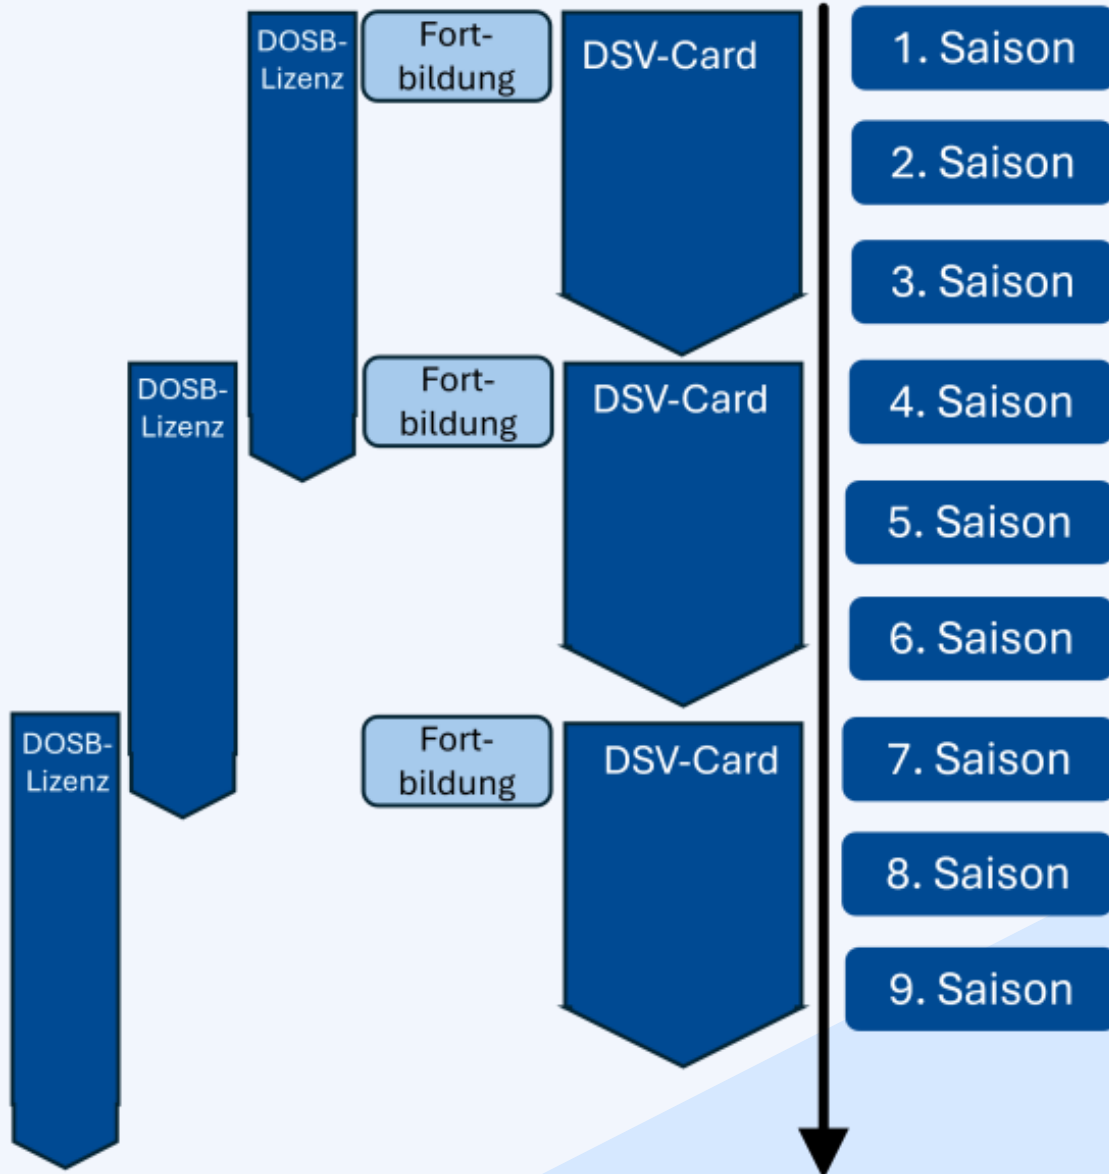 DOSB-
Lizenz
Fort-
bildung
DSV-Card
1. Saison
2. Saison
3. Saison
DOSB-
Lizenz
Fort-
bildung
DSV-Card
4. Saison
5. Saison
6. Saison
DOSB-
Lizenz
Fort-
bildung
DSV-Card
7. Saison
8. Saison
9. Saison